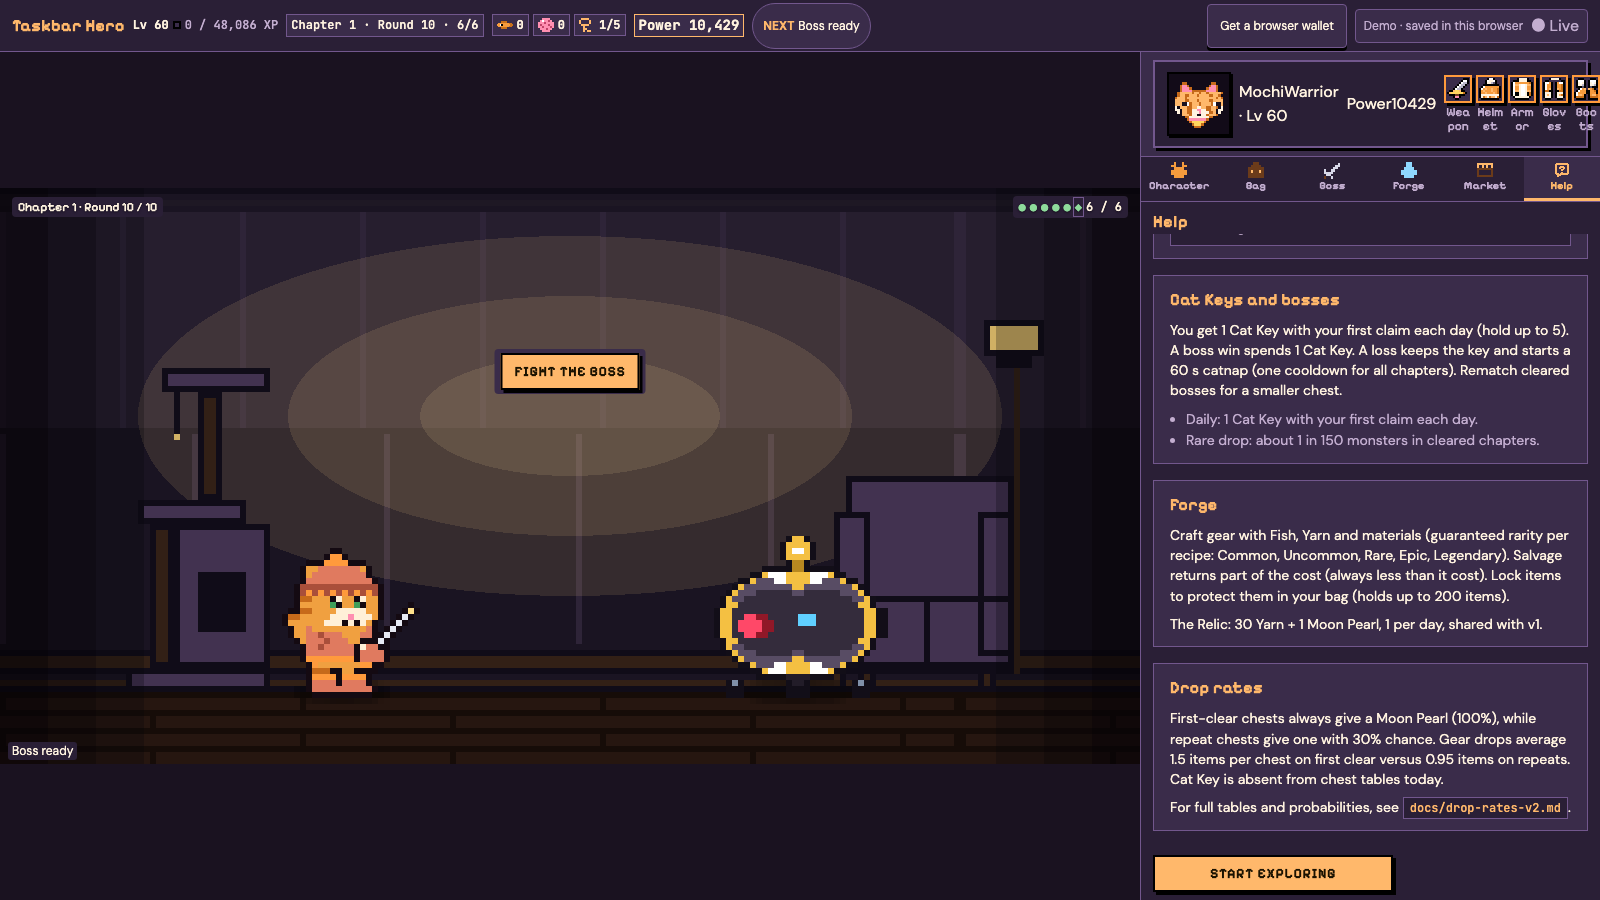 Taskbar Hero Lv 60 0 / 48,086 XP Chapter 1 · Round 10 · 6/6 0 0 1/5 Power 10,429 NEXT Boss ready Get a browser wallet Demo · saved in this browser Live
MochiWarrior
· Lv 60
Power10429
Weapon Helmet Armor Gloves Boots
Character Bag Boss Forge Market Help
Chapter 1 · Round 10 / 10
6 / 6
FIGHT THE BOSS
Boss ready
Help
Cat Keys and bosses
You get 1 Cat Key with your first claim each day (hold up to 5).
A boss win spends 1 Cat Key. A loss keeps the key and starts a
60 s catnap (one cooldown for all chapters). Rematch cleared
bosses for a smaller chest.
• Daily: 1 Cat Key with your first claim each day.
• Rare drop: about 1 in 150 monsters in cleared chapters.
Forge
Craft gear with Fish, Yarn and materials (guaranteed rarity per
recipe: Common, Uncommon, Rare, Epic, Legendary). Salvage
returns part of the cost (always less than it cost). Lock items
to protect them in your bag (holds up to 200 items).
The Relic: 30 Yarn + 1 Moon Pearl, 1 per day, shared with v1.
Drop rates
First-clear chests always give a Moon Pearl (100%), while
repeat chests give one with 30% chance. Gear drops average
1.5 items per chest on first clear versus 0.95 items on repeats.
Cat Key is absent from chest tables today.
For full tables and probabilities, see docs/drop-rates-v2.md.
START EXPLORING